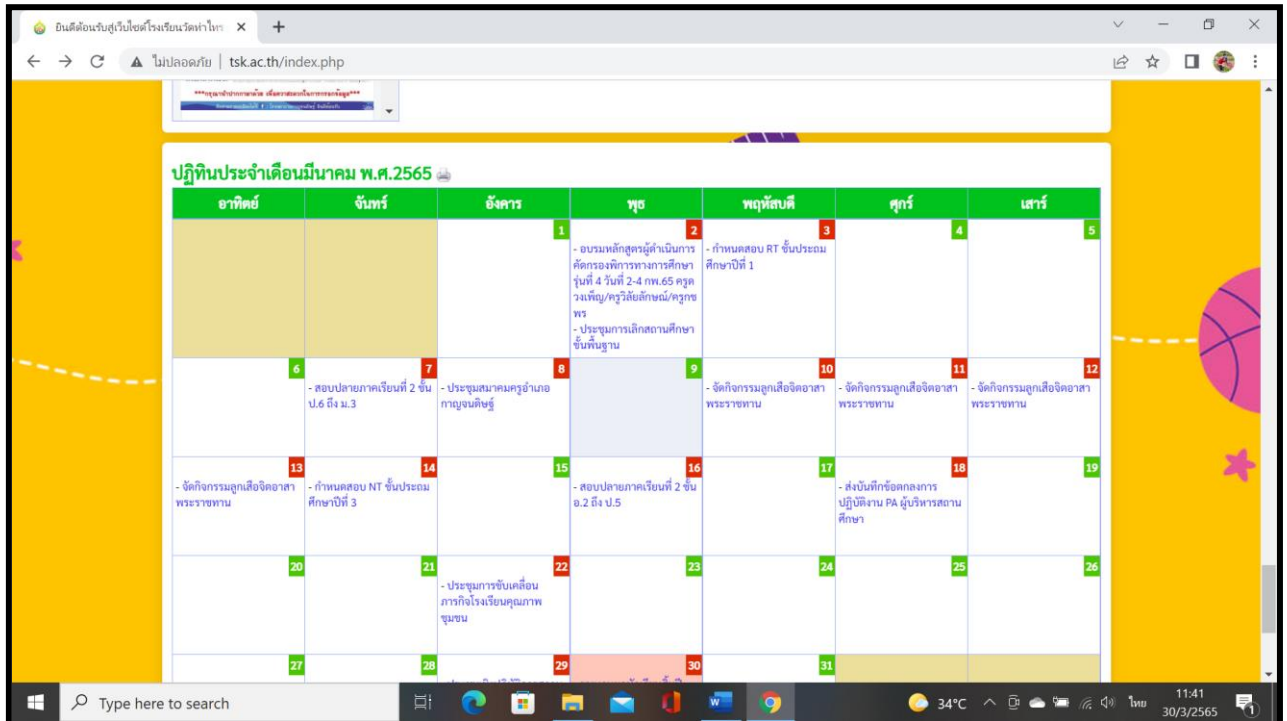 ยินดีต้อนรับสู่เว็บไซต์โรงเรียนวัดท่าไทร
ไม่ปลอดภัย | tsk.ac.th/index.php
ปฏิทินประจำเดือนมีนาคม พ.ศ.2565
อาทิตย์ จันทร์ อังคาร พุธ พฤหัสบดี ศุกร์ เสาร์
1
2
- อบรมหลักสูตรผู้ดำเนินการ
คัดกรองพิการทางการศึกษา
รุ่นที่ 4 วันที่ 2-4 กพ.65 ครูด
วงเพ็ญ/ครูวิลัยลักษณ์/ครูกช
พร
- ประชุมการเลิกสถานศึกษา
ขั้นพื้นฐาน
3
- กำหนดสอบ RT ชั้นประถม
ศึกษาปีที่ 1
4
5
6
7
- สอบปลายภาคเรียนที่ 2 ชั้น
ป.6 ถึง ม.3
8
- ประชุมสมาคมครูอำเภอ
กาญจนดิษฐ์
9
10
- จัดกิจกรรมลูกเสือจิตอาสา
พระราชทาน
11
- จัดกิจกรรมลูกเสือจิตอาสา
พระราชทาน
12
- จัดกิจกรรมลูกเสือจิตอาสา
พระราชทาน
13
- จัดกิจกรรมลูกเสือจิตอาสา
พระราชทาน
14
- กำหนดสอบ NT ชั้นประถม
ศึกษาปีที่ 3
15
16
- สอบปลายภาคเรียนที่ 2 ชั้น
อ.2 ถึง ป.5
17
18
- ส่งบันทึกข้อตกลงการ
ปฏิบัติงาน PA ผู้บริหารสถาน
ศึกษา
19
20
21
22
- ประชุมการขับเคลื่อน
ภารกิจโรงเรียนคุณภาพ
ชุมชน
23
24
25
26
27
28
29
30
31
Type here to search
34°C
ไทย
11:41
30/3/2565
1